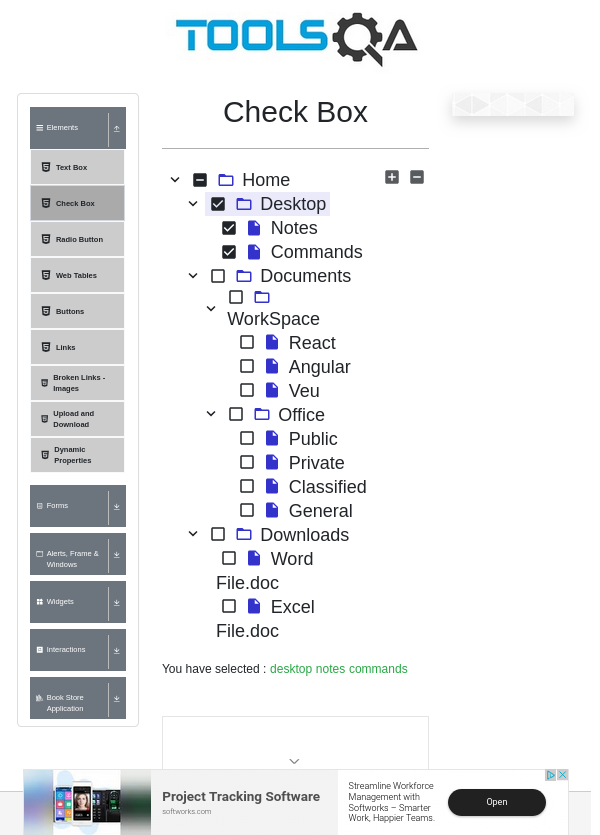 TOOLSQA
Elements
Text Box
Check Box
Radio Button
Web Tables
Buttons
Links
Broken Links -
Images
Upload and
Download
Dynamic
Properties
Forms
Alerts, Frame &
Windows
Widgets
Interactions
Book Store
Application
Check Box
Home
Desktop
Notes
Commands
Documents
WorkSpace
React
Angular
Veu
Office
Public
Private
Classified
General
Downloads
Word
File.doc
Excel
File.doc
You have selected : desktop notes commands
Project Tracking Software
softworks.com
Streamline Workforce
Management with
Softworks – Smarter
Work, Happier Teams.
Open